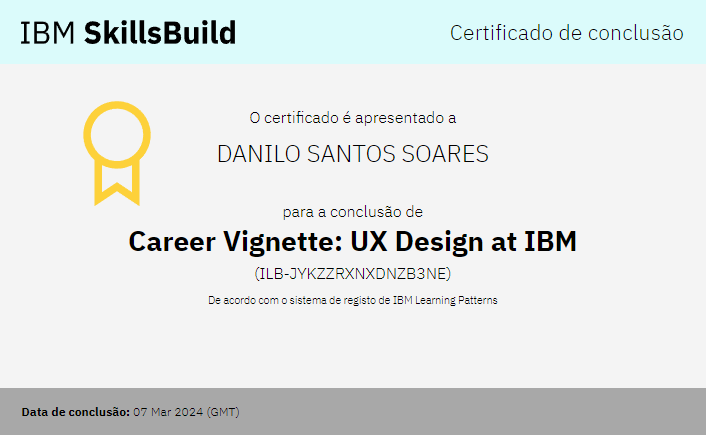 IBM SkillsBuild
Certificado de conclusão
O certificado é apresentado a
DANILO SANTOS SOARES
para a conclusão de
Career Vignette: UX Design at IBM
(ILB-JYKZZRXNXDNZB3NE)
De acordo com o sistema de registo de IBM Learning Patterns
Data de conclusão: 07 Mar 2024 (GMT)